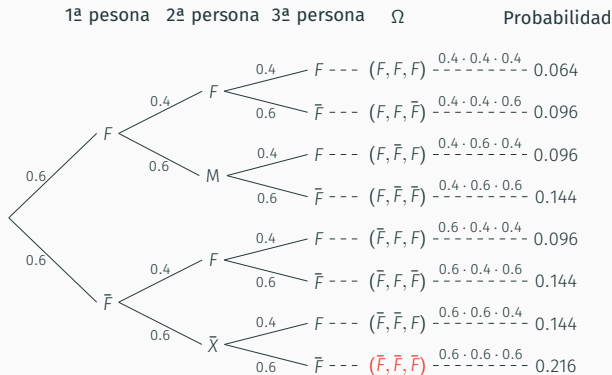 1ª pesona 2ª persona 3ª persona Ω Probabilidad
0.4 F (F, F, F) 0.4 · 0.4 · 0.4 0.064
0.4 F
0.6 F̄ (F, F, F̄) 0.4 · 0.4 · 0.6 0.096
0.6 F
0.4 F (F, F̄, F) 0.4 · 0.6 · 0.4 0.096
0.6 M
0.6 F̄ (F, F̄, F̄) 0.4 · 0.6 · 0.6 0.144
0.4 F (F̄, F, F) 0.6 · 0.4 · 0.4 0.096
0.4 F
0.6 F̄ (F̄, F, F̄) 0.6 · 0.4 · 0.6 0.144
0.6 F̄
0.4 F (F̄, F̄, F) 0.6 · 0.6 · 0.4 0.144
0.6 X̄
0.6 F̄ (F̄, F̄, F̄) 0.6 · 0.6 · 0.6 0.216